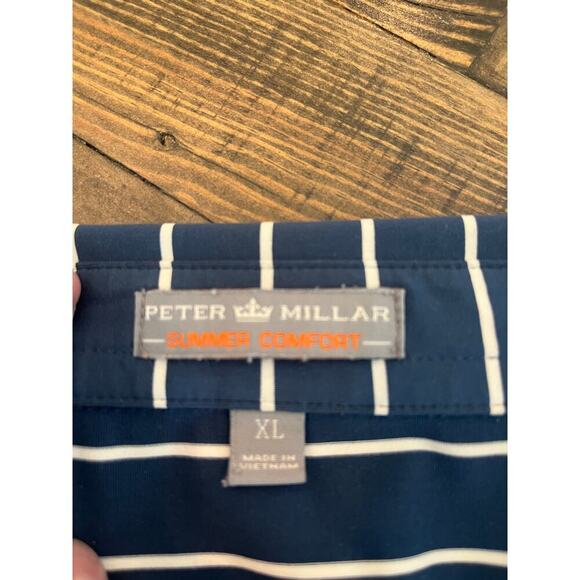 PETER MILLAR
SUMMER COMFORT
XL
MADE IN
VIETNAM